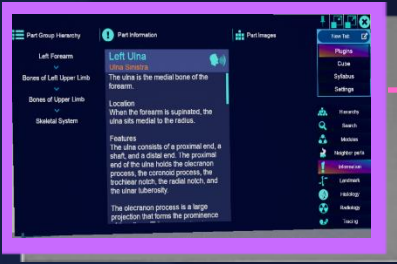 Part Group Hierarchy
Left Forearm
Bones of Left Upper Limb
Bones of Upper Limb
Skeletal System
Part Information
Left Ulna
Ulna Sinistra
The ulna is the medial bone of the
forearm.
Location
When the forearm is supinated, the
ulna sits medial to the radius.
Features
The ulna consists of a proximal end, a
shaft, and a distal end. The proximal
end of the ulna holds the olecranon
process, the coronoid process, the
trochlear notch, the radial notch, and
the ulnar tuberosity.
The olecranon process is a large
projection that forms the prominence
Part Images
New Tab
Plugins
Cune
Syllabus
Settings
Hierarchy
Search
Modules
Neighbor parts
Information
Landmark
Histology
Radiology
Tracing